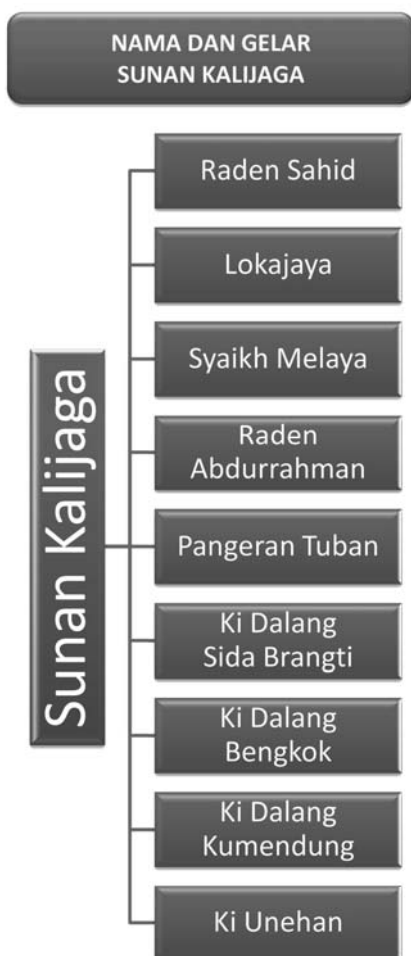 NAMA DAN GELAR
SUNAN KALIJAGA
Sunan Kalijaga
Raden Sahid
Lokajaya
Syaikh Melaya
Raden
Abdurrahman
Pangeran Tuban
Ki Dalang
Sida Brangti
Ki Dalang
Bengkok
Ki Dalang
Kumendung
Ki Unehan